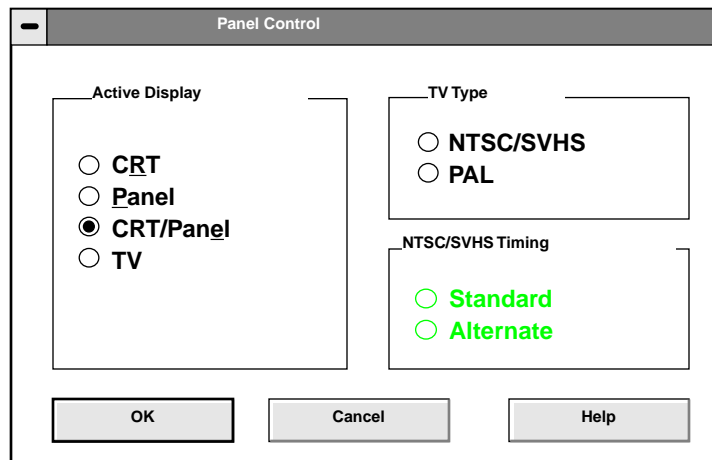 Panel Control
Active Display
CRT
Panel
CRT/Panel
TV
TV Type
NTSC/SVHS
PAL
NTSC/SVHS Timing
Standard
Alternate
OK
Cancel
Help